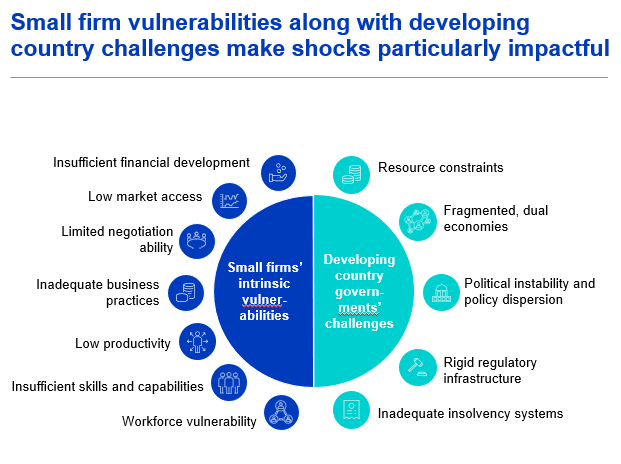 Small firm vulnerabilities along with developing
country challenges make shocks particularly impactful
Insufficient financial development
Low market access
Limited negotiation
ability
Inadequate business
practices
Low productivity
Insufficient skills and capabilities
Workforce vulnerability
Small firms’
intrinsic
vulner-
abilities
Developing
country
govern-
ments’
challenges
Resource constraints
Fragmented, dual
economies
Political instability and
policy dispersion
Rigid regulatory
infrastructure
Inadequate insolvency systems